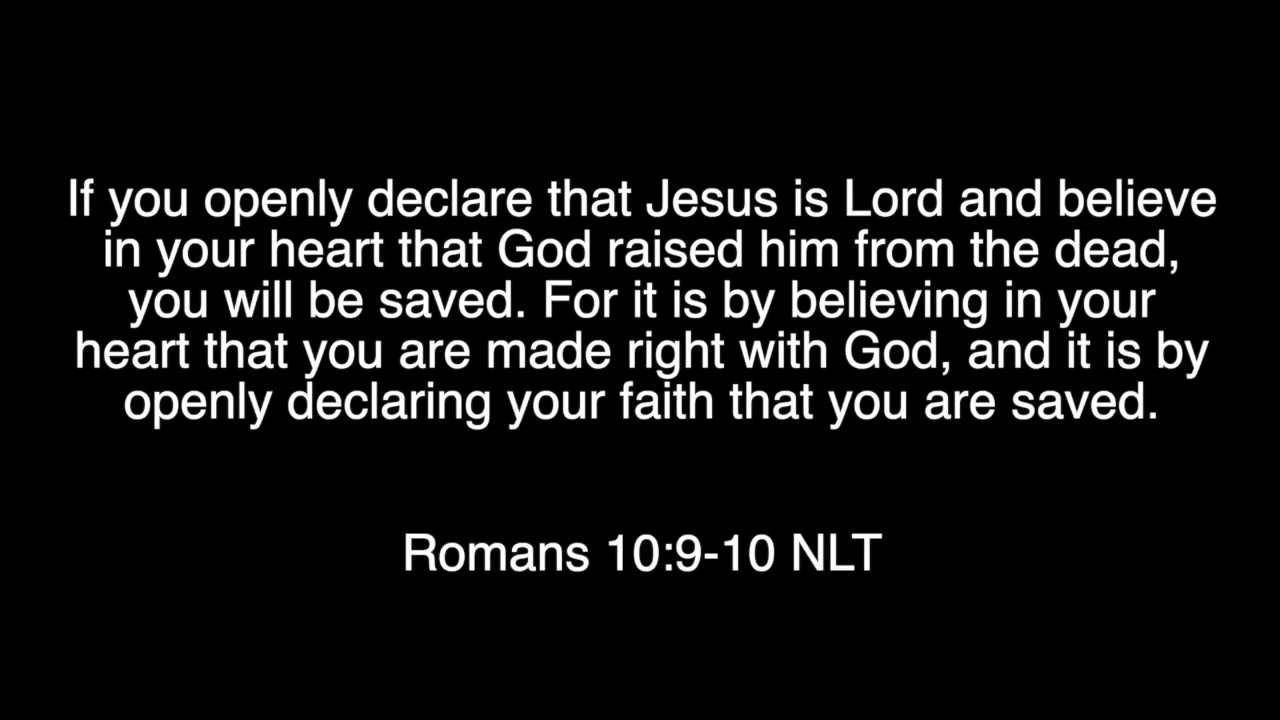 If you openly declare that Jesus is Lord and believe
in your heart that God raised him from the dead,
you will be saved. For it is by believing in your
heart that you are made right with God, and it is by
openly declaring your faith that you are saved.
Romans 10:9-10 NLT